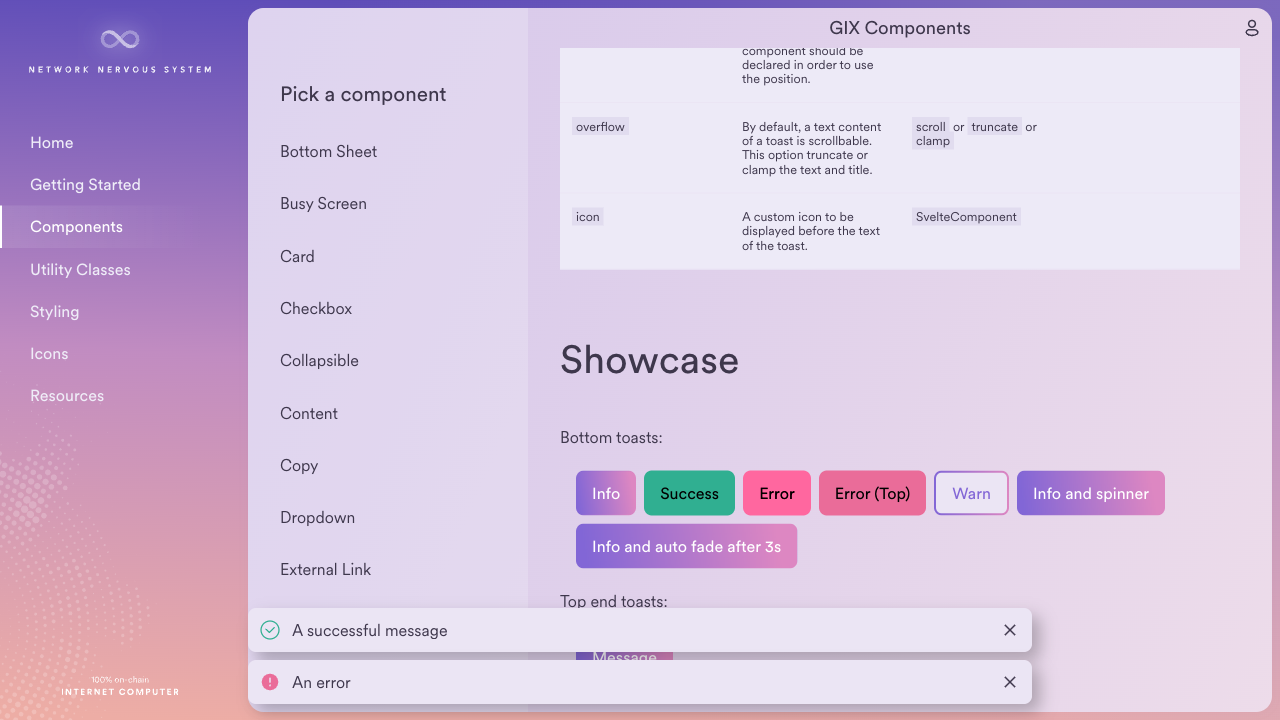 NETWORK NERVOUS SYSTEM
Home
Getting Started
Components
Utility Classes
Styling
Icons
Resources
100% on-chain
INTERNET COMPUTER
Pick a component
Bottom Sheet
Busy Screen
Card
Checkbox
Collapsible
Content
Copy
Dropdown
External Link
GIX Components
component should be
declared in order to use
the position.
overflow
By default, a text content
of a toast is scrollable.
This option truncate or
clamp the text and title.
scroll or truncate or
clamp
icon
A custom icon to be
displayed before the text
of the toast.
SvelteComponent
Showcase
Bottom toasts:
Info
Success
Error
Error (Top)
Warn
Info and spinner
Info and auto fade after 3s
Top end toasts:
Message
A successful message
An error